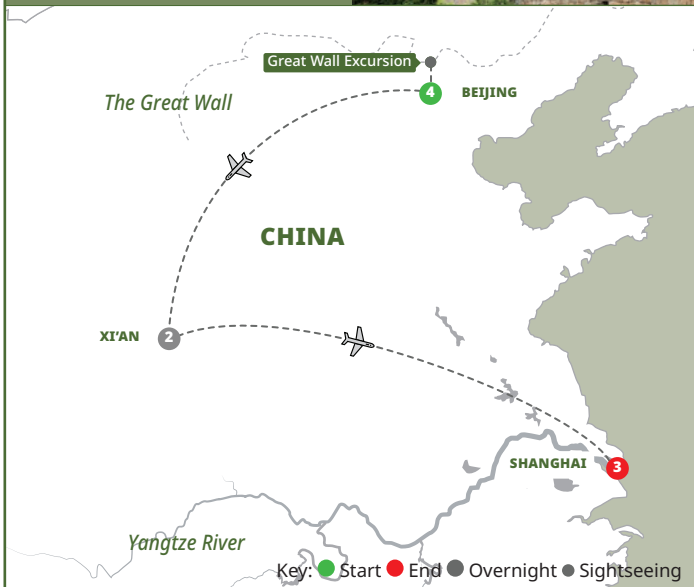 Great Wall Excursion
4
BEIJING
The Great Wall
CHINA
XI'AN
2
SHANGHAI
3
Yangtze River
Key: Start End Overnight Sightseeing